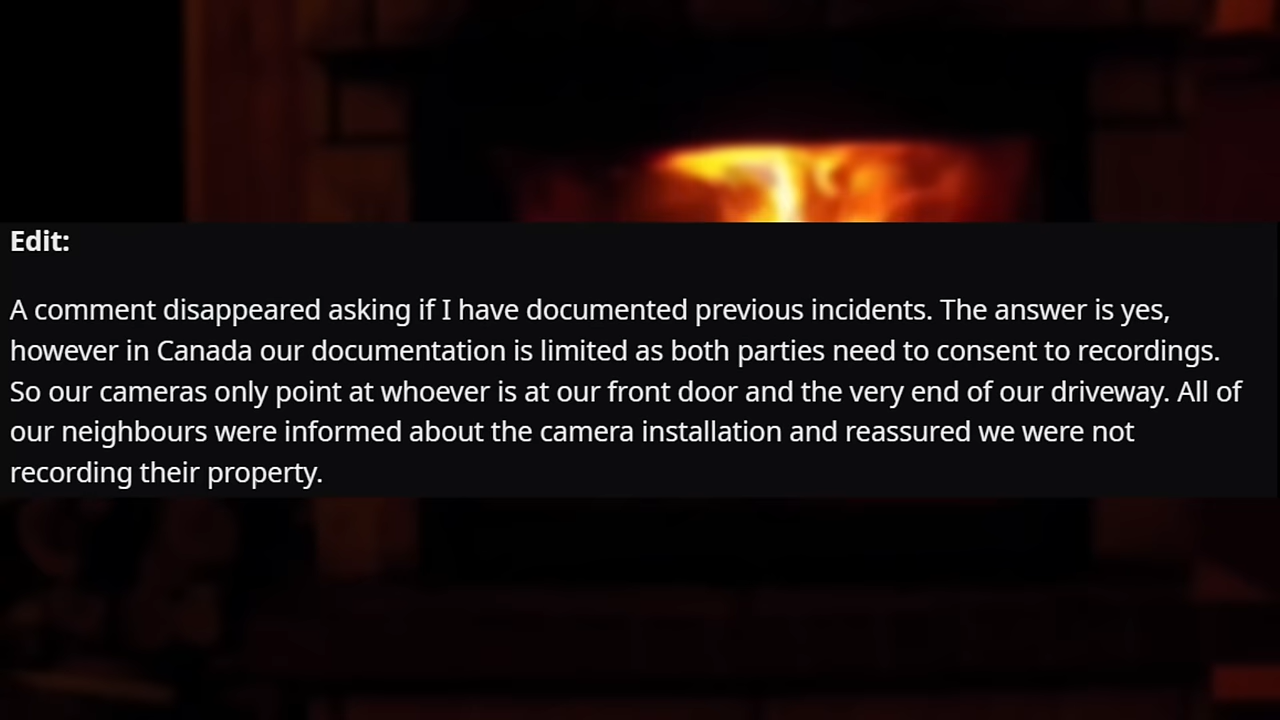 Edit:
A comment disappeared asking if I have documented previous incidents. The answer is yes,
however in Canada our documentation is limited as both parties need to consent to recordings.
So our cameras only point at whoever is at our front door and the very end of our driveway. All of
our neighbours were informed about the camera installation and reassured we were not
recording their property.